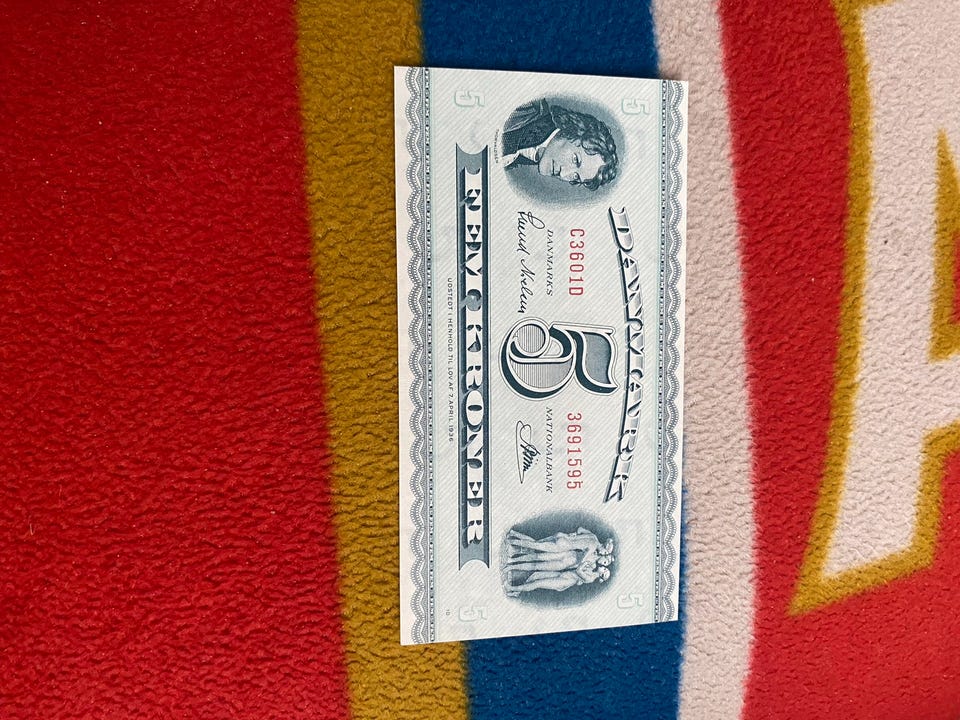 5 5
DANMARK
C3601D 3691595
5
DANMARKS NATIONALBANK
THORVALDSEN
FEM KRONER
UDSTEDT I HENHOLD TIL LOV AF 7. APRIL 1936
5 5
1D